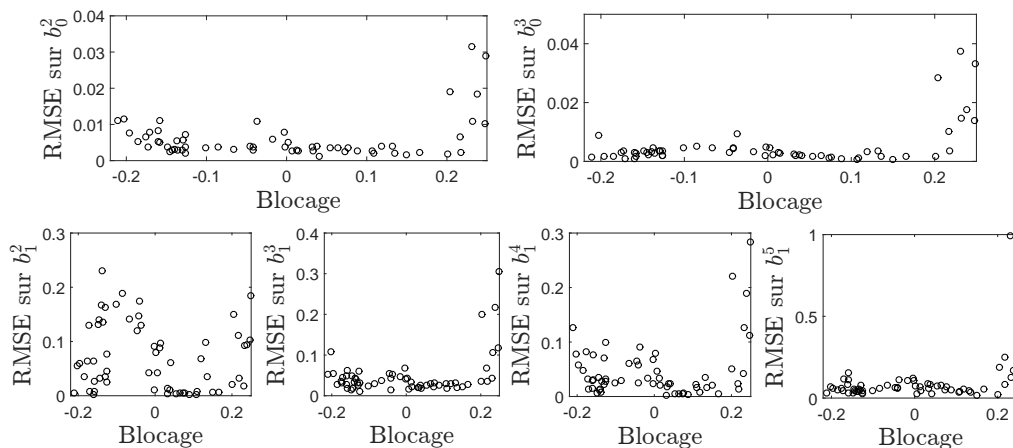 RMSE sur b_0^2
0.04
0.03
0.02
0.01
0
-0.2 -0.1 0 0.1 0.2
Blocage
RMSE sur b_0^3
0.04
0.02
0
-0.2 -0.1 0 0.1 0.2
Blocage
RMSE sur b_1^2
0.3
0.2
0.1
0
-0.2 0 0.2
Blocage
RMSE sur b_1^3
0.4
0.3
0.2
0.1
0
-0.2 0 0.2
Blocage
RMSE sur b_1^4
0.3
0.2
0.1
0
-0.2 0 0.2
Blocage
RMSE sur b_1^5
1
0.5
0
-0.2 0 0.2
Blocage